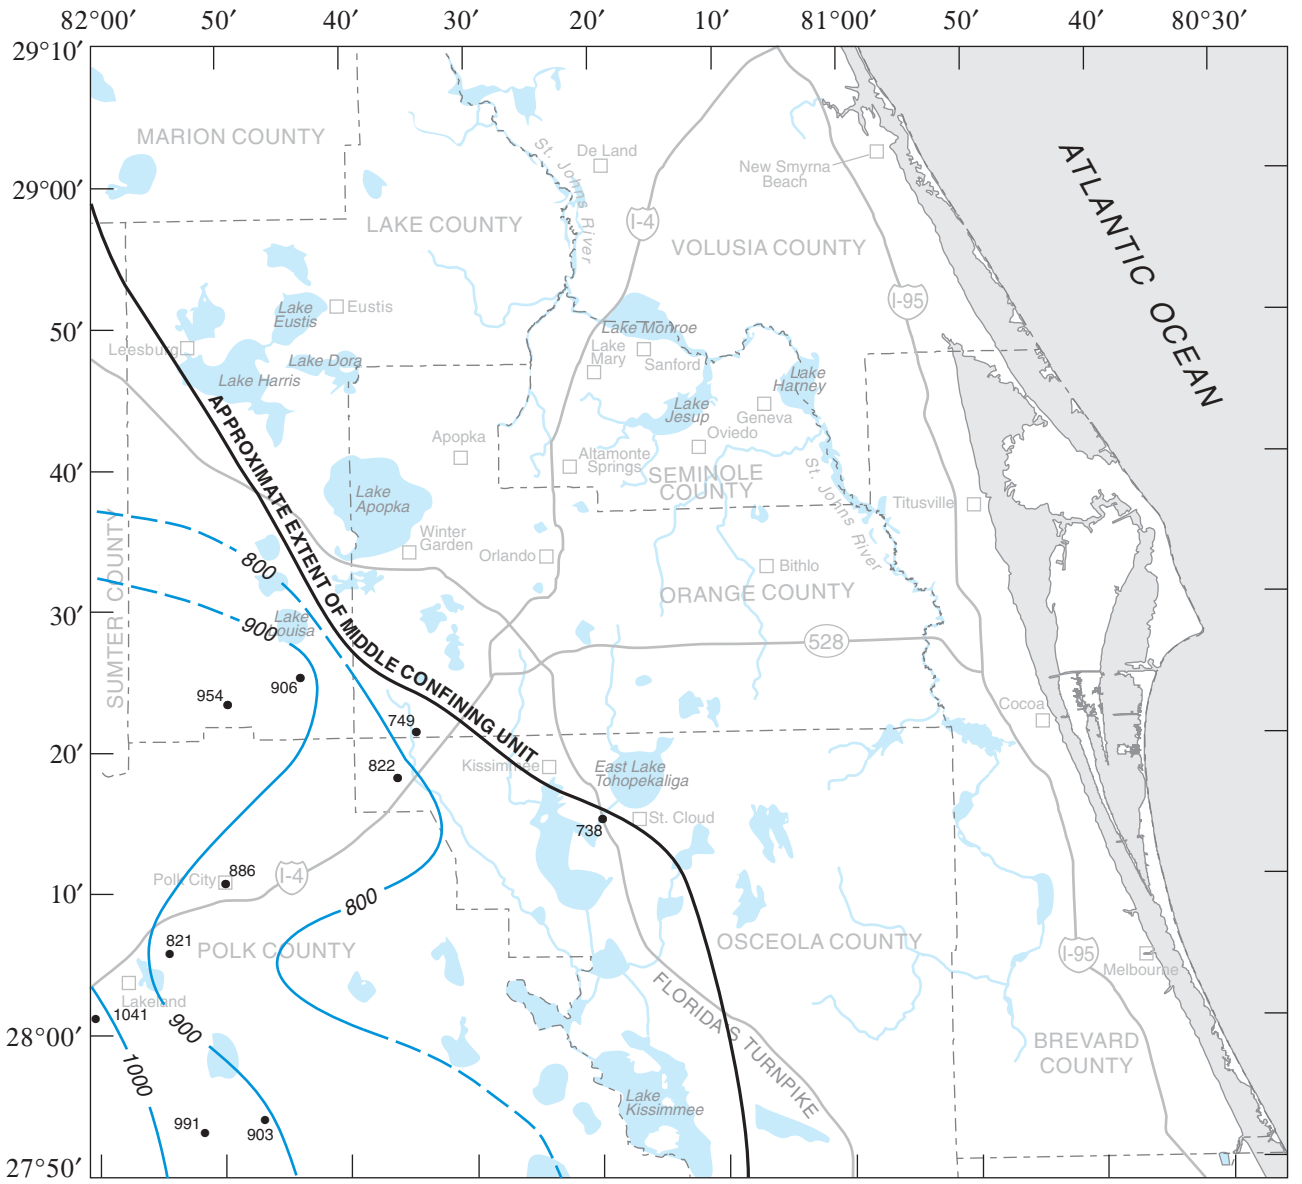 82°00′ 50′ 40′ 30′ 20′ 10′ 81°00′ 50′ 40′ 80°30′
29°10′
MARION COUNTY
De Land
New Smyrna
Beach
St. Johns River
ATLANTIC OCEAN
29°00′
LAKE COUNTY
I-4
VOLUSIA COUNTY
I-95
Lake
Eustis
Eustis
50′
Leesburg
Lake Dora
Lake Harris
Lake Monroe
Lake
Mary
Sanford
Lake
Harney
Lake
Jesup
Geneva
Oviedo
APPROXIMATE EXTENT OF MIDDLE CONFINING UNIT
Apopka
Altamonte
Springs
SEMINOLE
COUNTY
40′
Lake
Apopka
St. Johns River
Titusville
Winter
Garden
Orlando
Bithlo
SUMTER COUNTY
800
ORANGE COUNTY
30′
Lake
Louisa
900
528
954
906
749
Cocoa
20′
822
Kissimmee
East Lake
Tohopekaliga
738
St. Cloud
886
Polk City
I-4
10′
800
821
POLK COUNTY
OSCEOLA COUNTY
I-95
Melbourne
Lakeland
1041
FLORIDA'S TURNPIKE
28°00′
900
1000
BREVARD
COUNTY
Lake
Kissimmee
991
903
27°50′